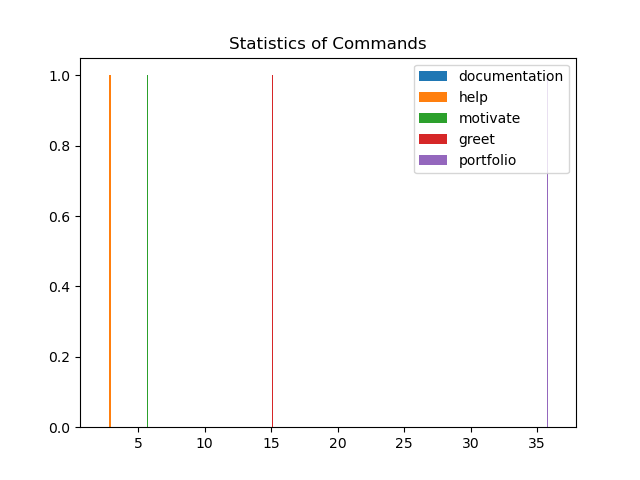 Statistics of Commands
1.0
0.8
0.6
0.4
0.2
0.0
documentation
help
motivate
greet
portfolio
5 10 15 20 25 30 35